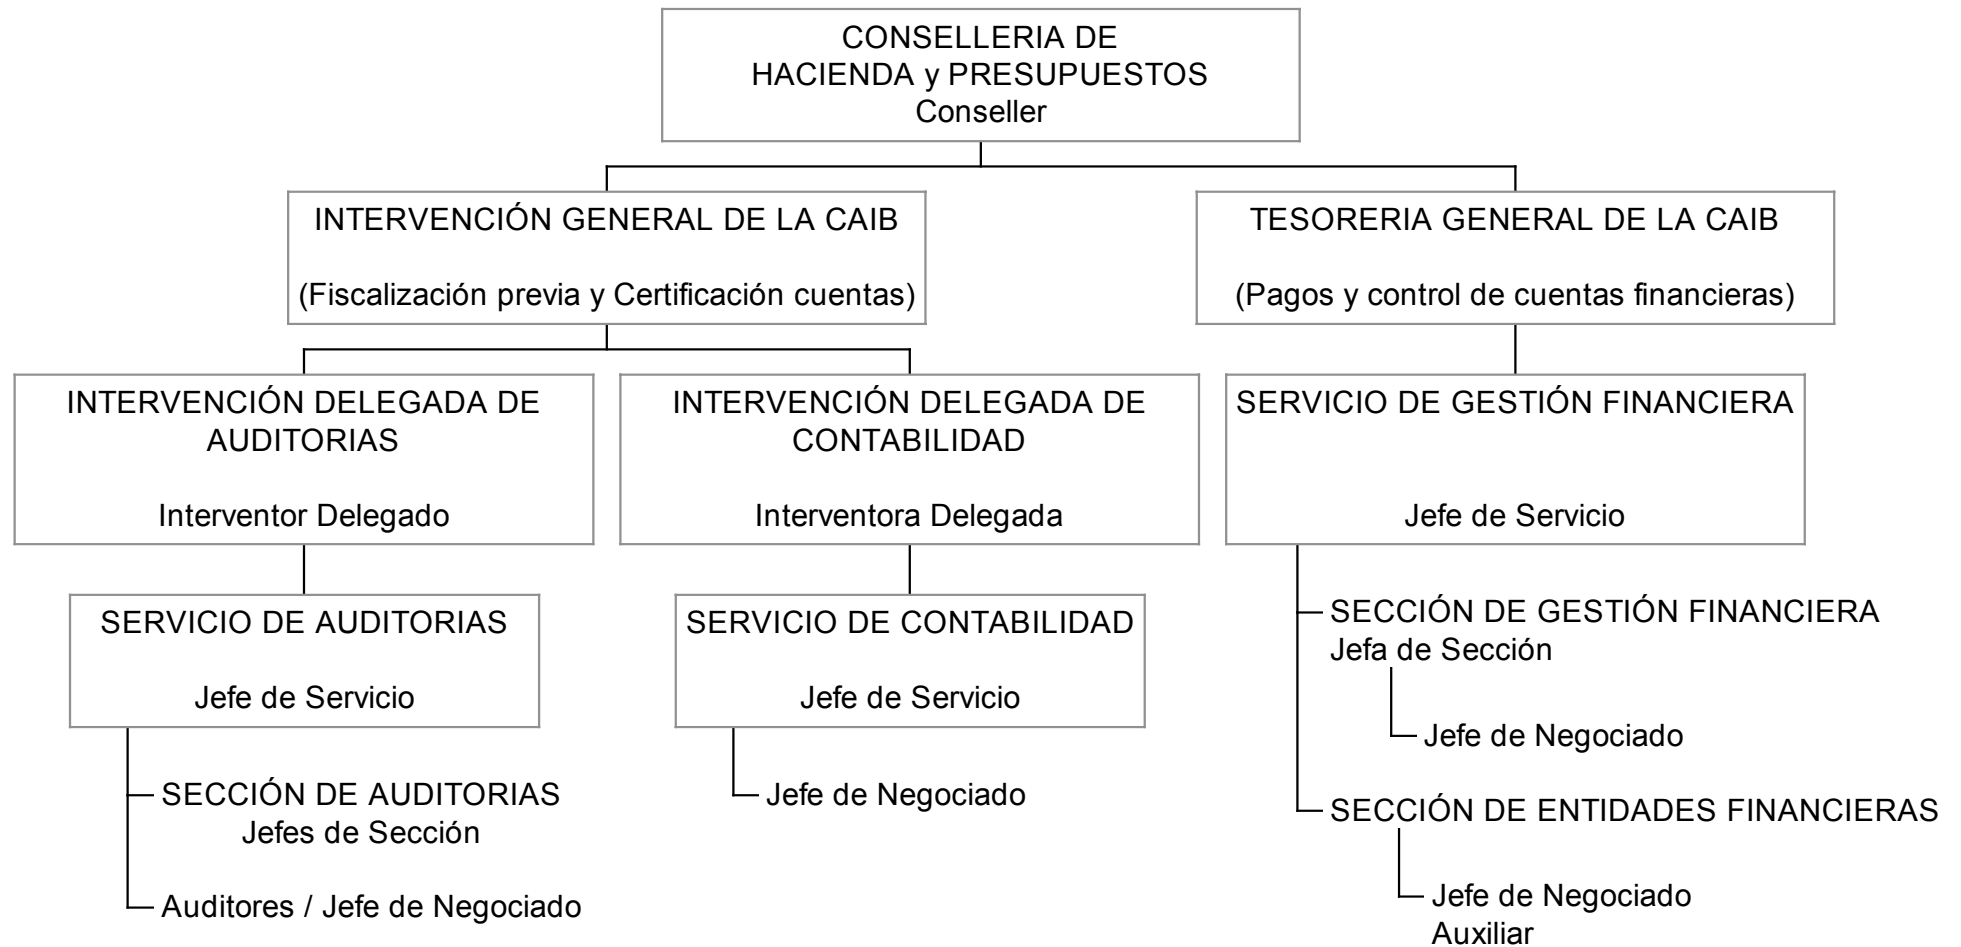 CONSELLERIA DE
HACIENDA y PRESUPUESTOS
Conseller
INTERVENCIÓN GENERAL DE LA CAIB
(Fiscalización previa y Certificación cuentas)
TESORERIA GENERAL DE LA CAIB
(Pagos y control de cuentas financieras)
INTERVENCIÓN DELEGADA DE
AUDITORIAS
Interventor Delegado
INTERVENCIÓN DELEGADA DE
CONTABILIDAD
Interventora Delegada
SERVICIO DE GESTIÓN FINANCIERA
Jefe de Servicio
SERVICIO DE AUDITORIAS
Jefe de Servicio
SERVICIO DE CONTABILIDAD
Jefe de Servicio
SECCIÓN DE AUDITORIAS
Jefes de Sección
Auditores / Jefe de Negociado
Jefe de Negociado
SECCIÓN DE GESTIÓN FINANCIERA
Jefa de Sección
Jefe de Negociado
SECCIÓN DE ENTIDADES FINANCIERAS
Jefe de Negociado
Auxiliar